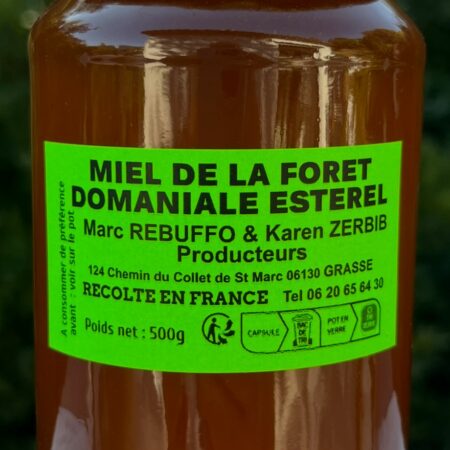 MIEL DE LA FORET
DOMANIALE ESTEREL
Marc REBUFFO & Karen ZERBIB
Producteurs
124 Chemin du Collet de St Marc 06130 GRASSE
RECOLTE EN FRANCE Tel 06 20 65 64 30
Poids net : 500g
CAPSULE
BAC
DE
TRI
POT EN
VERRE
A consommer de préférence
avant : voir sur le pot